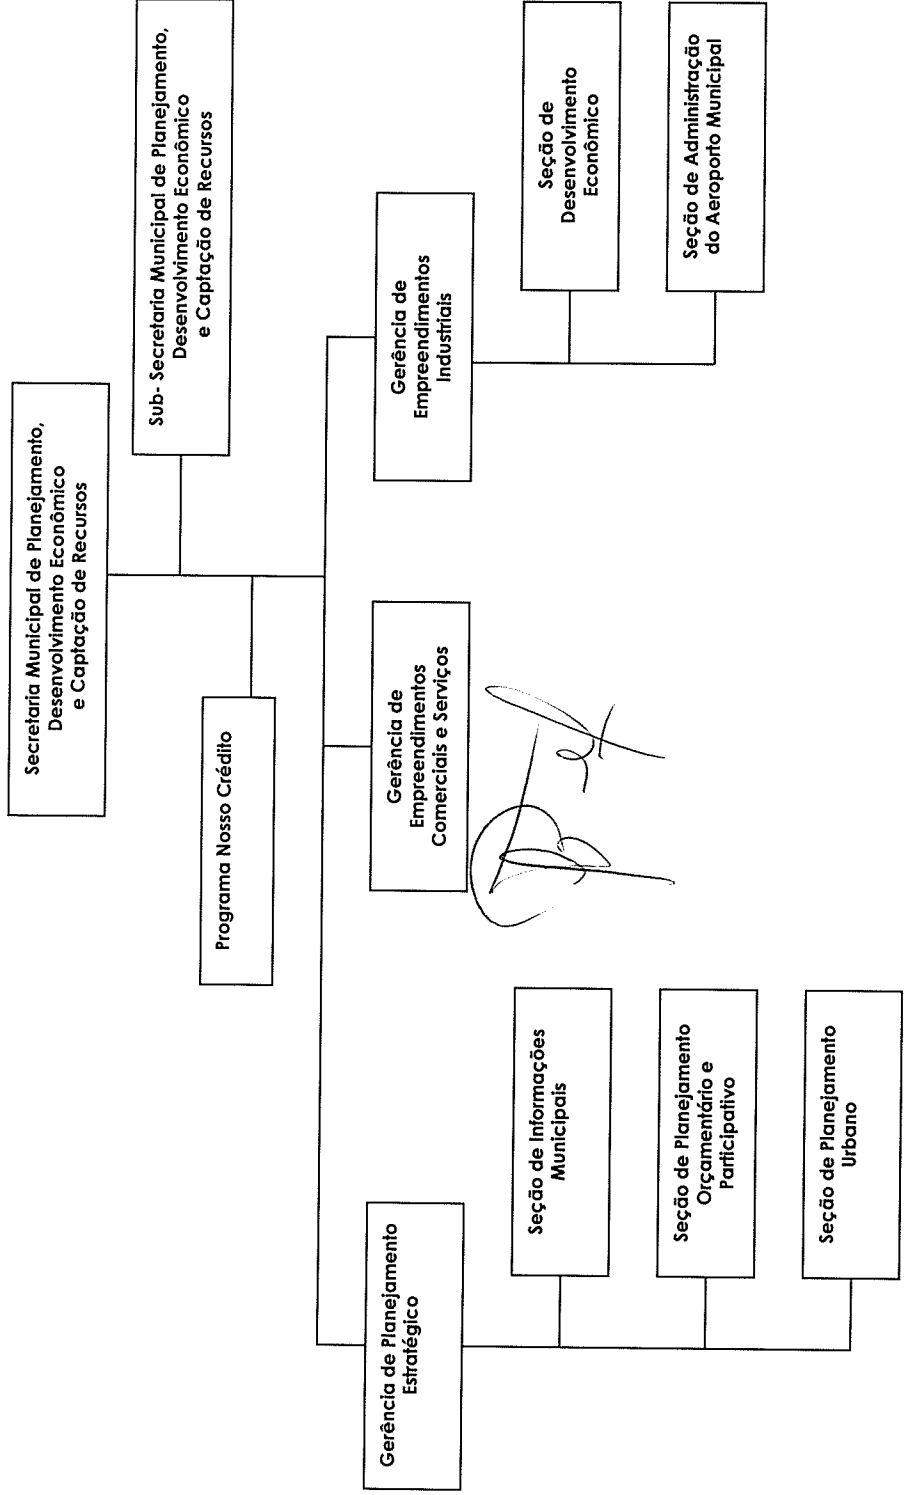 Secretaria Municipal de Planejamento,
Desenvolvimento Econômico
e Captação de Recursos
Sub- Secretaria Municipal de Planejamento,
Desenvolvimento Econômico
e Captação de Recursos
Programa Nosso Crédito
Gerência de Planejamento
Estratégico
Gerência de
Empreendimentos
Comerciais e Serviços
Gerência de
Empreendimentos
Industriais
Seção de Informações
Municipais
Seção de Planejamento
Orçamentário e
Participativo
Seção de Planejamento
Urbano
Seção de
Desenvolvimento
Econômico
Seção de Administração
do Aeroporto Municipal